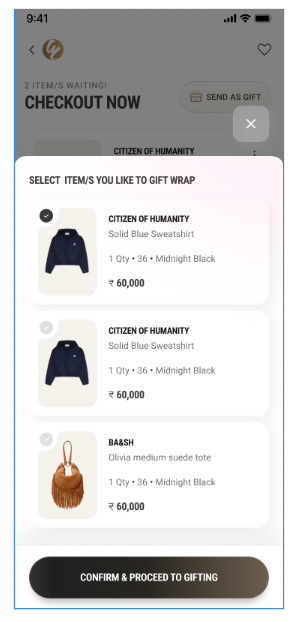 9:41
2 ITEM/S WAITING!
CHECKOUT NOW
SEND AS GIFT
CITIZEN OF HUMANITY
SELECT ITEM/S YOU LIKE TO GIFT WRAP
CITIZEN OF HUMANITY
Solid Blue Sweatshirt
1 Qty • 36 • Midnight Black
₹ 60,000
CITIZEN OF HUMANITY
Solid Blue Sweatshirt
1 Qty • 36 • Midnight Black
₹ 60,000
BA&SH
Olivia medium suede tote
1 Qty • 36 • Midnight Black
₹ 60,000
CONFIRM & PROCEED TO GIFTING